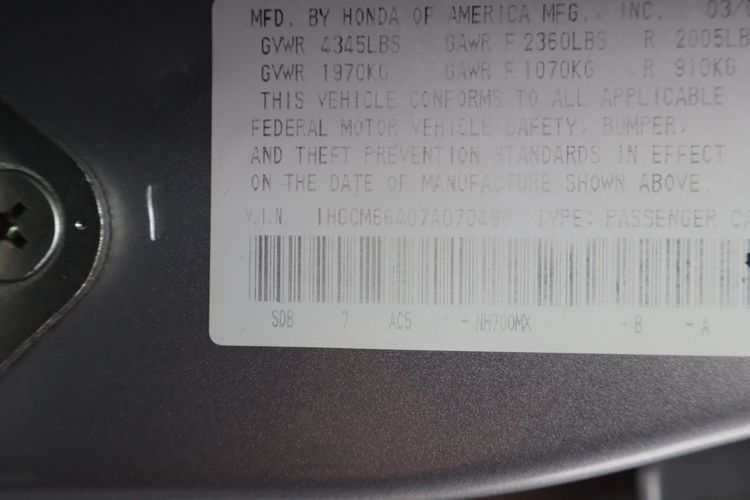 MFD. BY HONDA OF AMERICA MFG., INC. 03/
GVWR 4345LBS GAWR F 2360LBS R 2005LB
GVWR 1970KG GAWR F 1070KG R 910KG
THIS VEHICLE CONFORMS TO ALL APPLICABLE
FEDERAL MOTOR VEHICLE SAFETY, BUMPER,
AND THEFT PREVENTION STANDARDS IN EFFECT
ON THE DATE OF MANUFACTURE SHOWN ABOVE.
V.I.N. 1HGCM66407A070490 TYPE: PASSENGER CA
SDB 7 AC5 - NH700MX - B - A